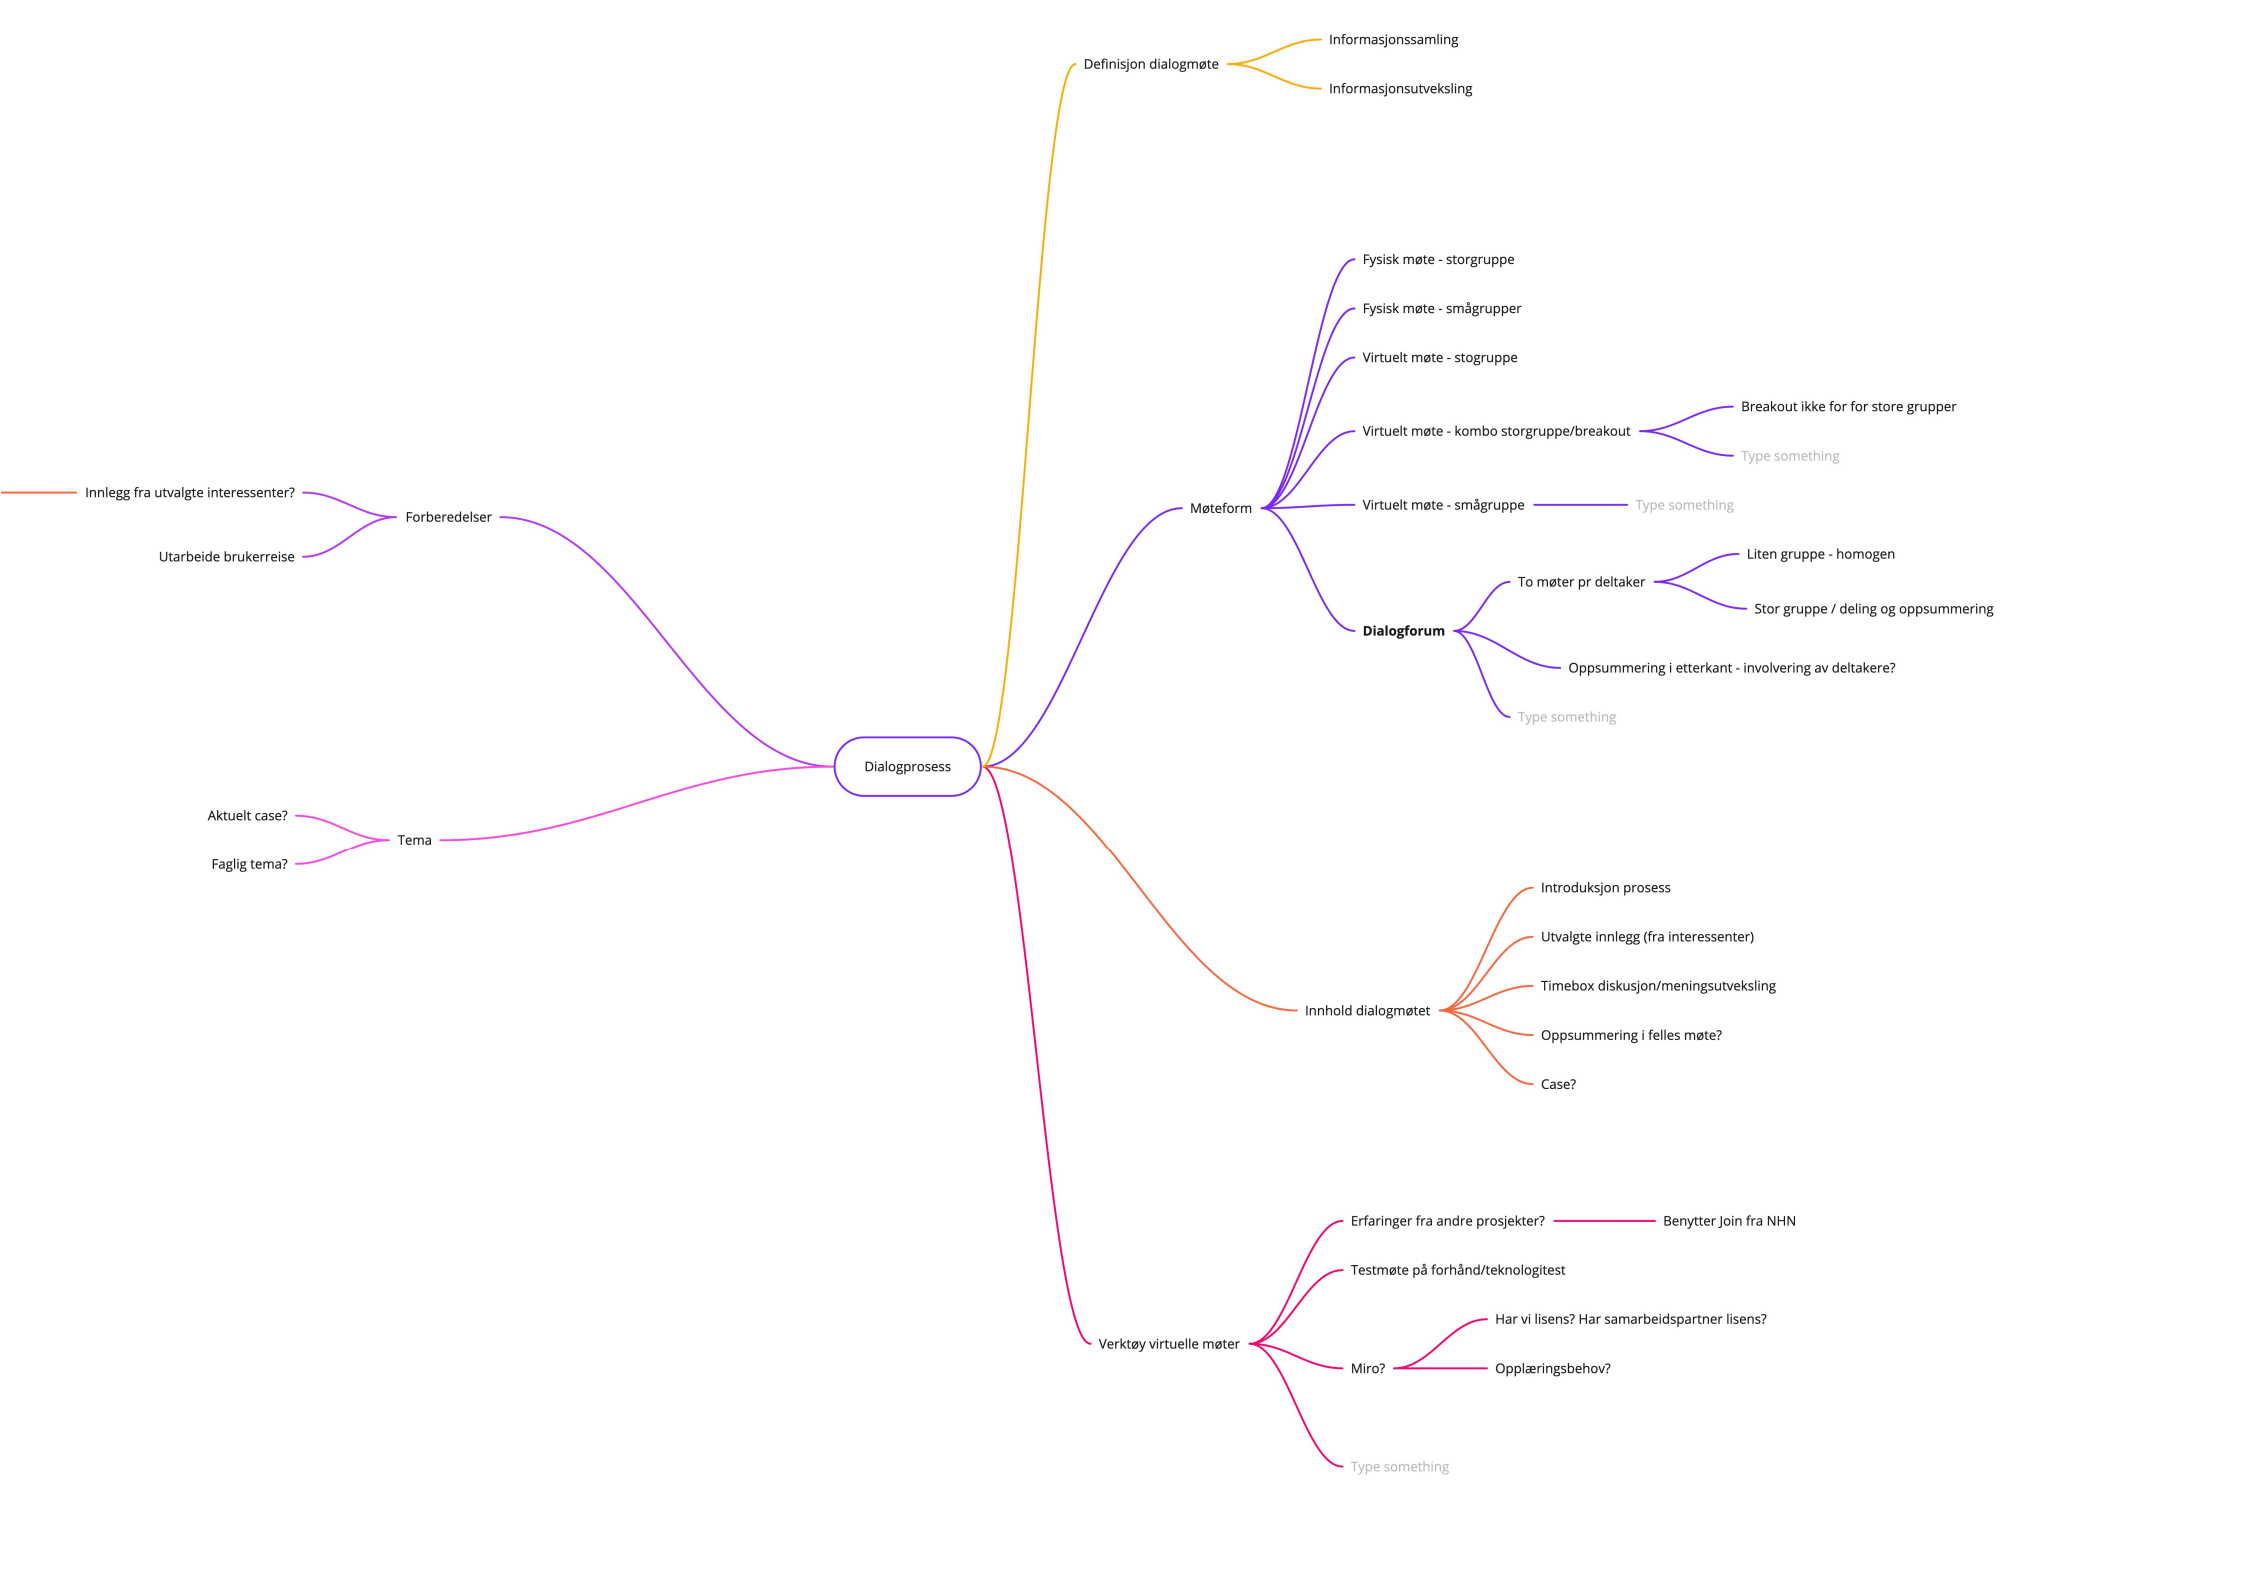 Informasjonssamling
Definisjon dialogmøte
Informasjonsutveksling
Fysisk møte - storgruppe
Fysisk møte - smågrupper
Virtuelt møte - stogruppe
Breakout ikke for for store grupper
Virtuelt møte - kombo storgruppe/breakout
Type something
Møteform
Virtuelt møte - smågruppe
Type something
Liten gruppe - homogen
To møter pr deltaker
Stor gruppe / deling og oppsummering
Dialogforum
Oppsummering i etterkant - involvering av deltakere?
Type something
Innlegg fra utvalgte interessenter?
Forberedelser
Utarbeide brukerreise
Dialogprosess
Aktuelt case?
Tema
Faglig tema?
Introduksjon prosess
Utvalgte innlegg (fra interessenter)
Timebox diskusjon/meningsutveksling
Innhold dialogmøtet
Oppsummering i felles møte?
Case?
Erfaringer fra andre prosjekter?
Benytter Join fra NHN
Testmøte på forhånd/teknologitest
Har vi lisens? Har samarbeidspartner lisens?
Verktøy virtuelle møter
Miro?
Opplæringsbehov?
Type something